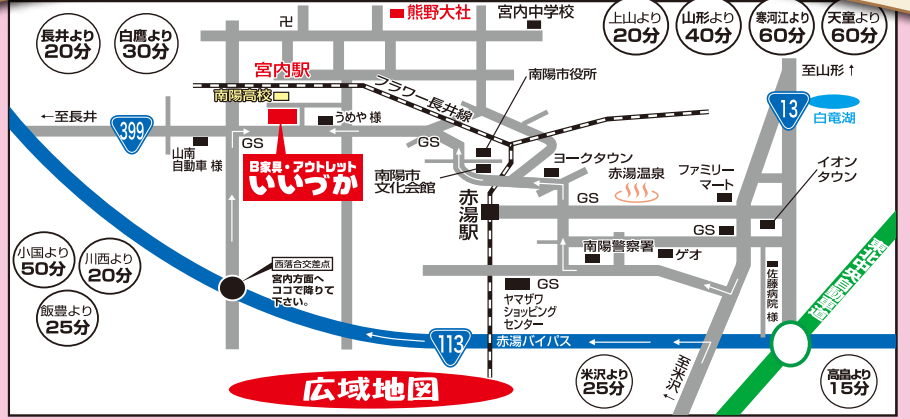 長井より
20分
白鷹より
30分
卍
熊野大社
宮内中学校
上山より
20分
山形より
40分
寒河江より
60分
天童より
60分
宮内駅
南陽高校
フラワー長井線
南陽市役所
至山形↑
13
白竜湖
←至長井
399
山南
自動車 様
GS
うめや 様
GS
B家具・アウトレット
いいづか
南陽市
文化会館
ヨークタウン
赤湯温泉
ファミリー
マート
イオン
タウン
赤湯駅
GS
GS
南陽警察署
ゲオ
佐藤病院 様
東北中央自動車道
小国より
50分
川西より
20分
飯豊より
25分
西落合交差点
宮内方面へ
ココで降りて
下さい。
GS
ヤマザワ
ショッピング
センター
113
赤湯バイパス
至米沢→
広域地図
米沢より
25分
高畠より
15分